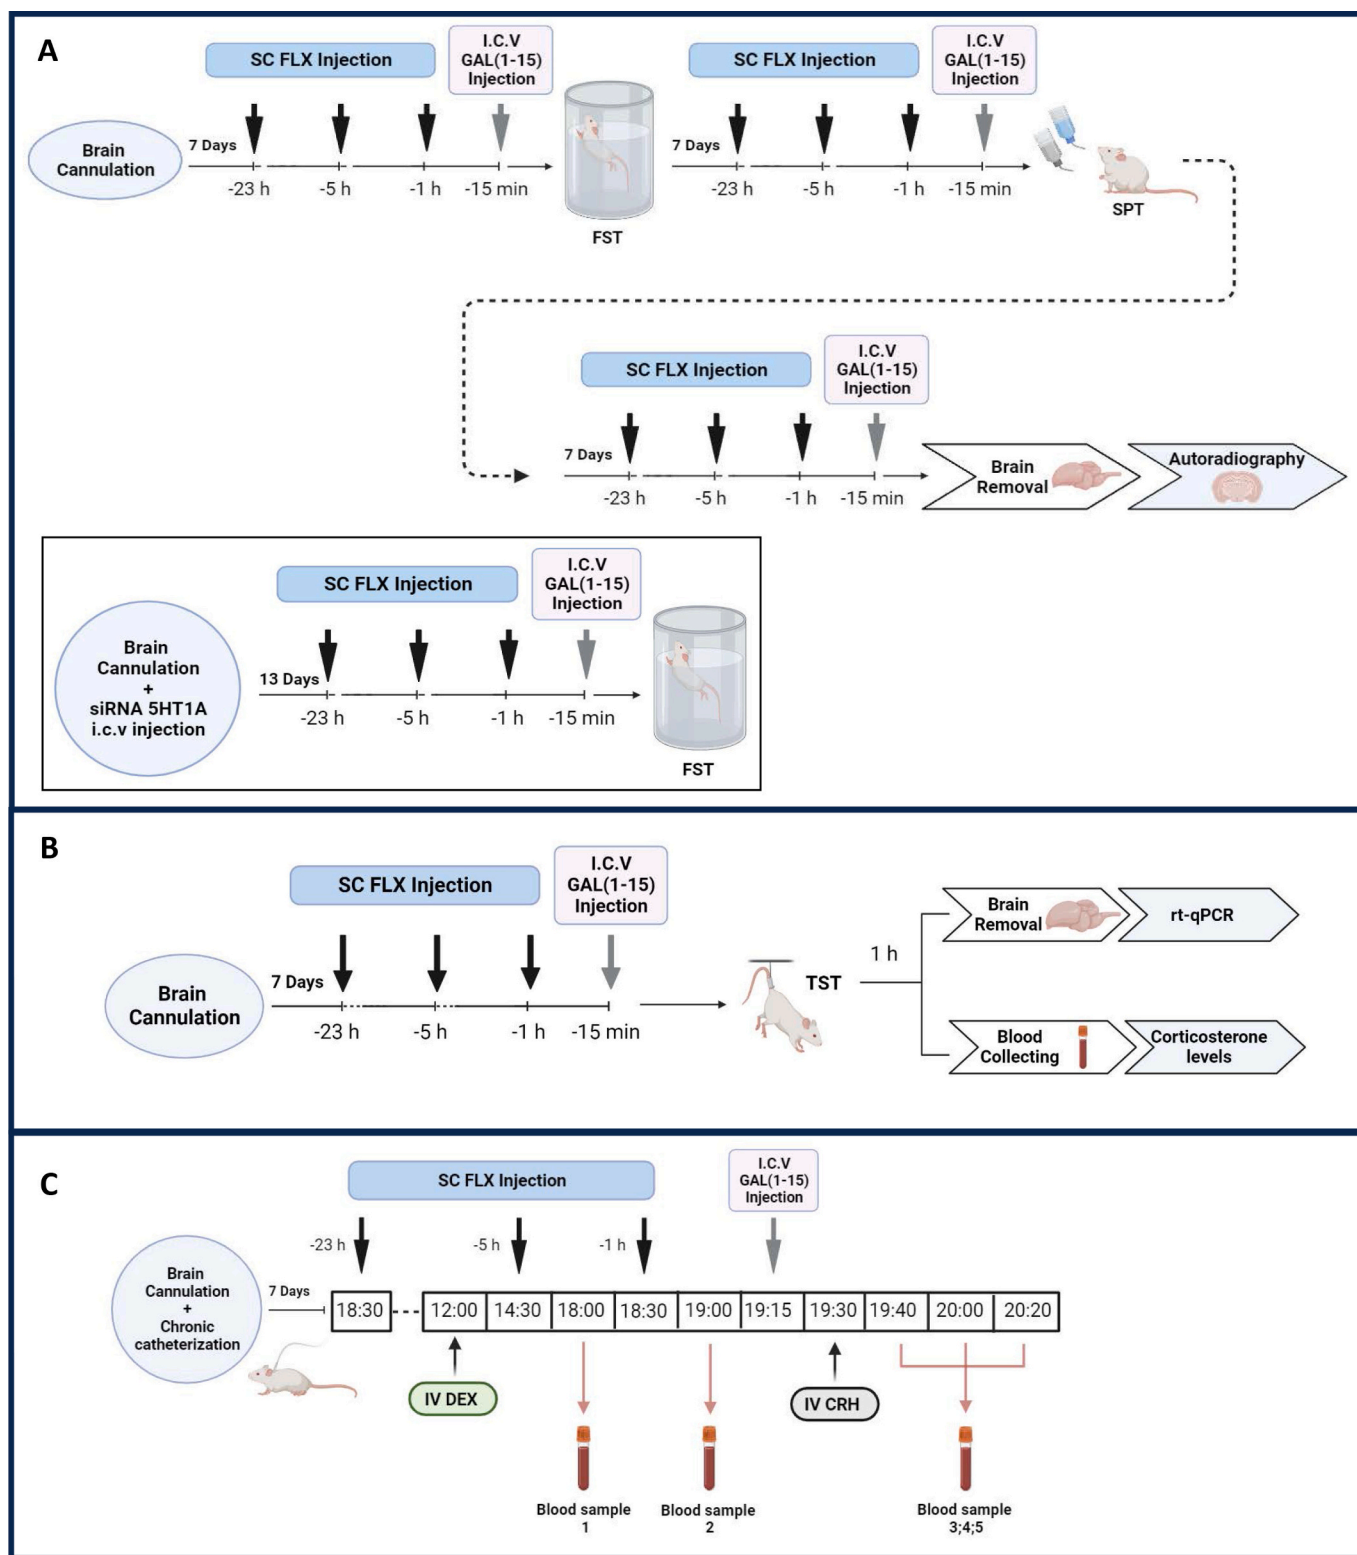 A
SC FLX Injection
I.C.V
GAL(1-15)
Injection
SC FLX Injection
I.C.V
GAL(1-15)
Injection
Brain
Cannulation
7 Days
-23 h
-5 h
-1 h
-15 min
FST
7 Days
-23 h
-5 h
-1 h
-15 min
SPT
SC FLX Injection
I.C.V
GAL(1-15)
Injection
7 Days
-23 h
-5 h
-1 h
-15 min
Brain
Removal
Autoradiography
SC FLX Injection
I.C.V
GAL(1-15)
Injection
Brain
Cannulation
+
siRNA 5HT1A
i.c.v injection
13 Days
-23 h
-5 h
-1 h
-15 min
FST
B
SC FLX Injection
I.C.V
GAL(1-15)
Injection
Brain
Cannulation
7 Days
-23 h
-5 h
-1 h
-15 min
TST
1 h
Brain
Removal
rt-qPCR
Blood
Collecting
Corticosterone
levels
C
SC FLX Injection
I.C.V
GAL(1-15)
Injection
-23 h
-5 h
-1 h
Brain
Cannulation
+
Chronic
catheterization
7 Days
18:30
12:00
14:30
18:00
18:30
19:00
19:15
19:30
19:40
20:00
20:20
IV DEX
IV CRH
Blood sample
1
Blood sample
2
Blood sample
3;4;5